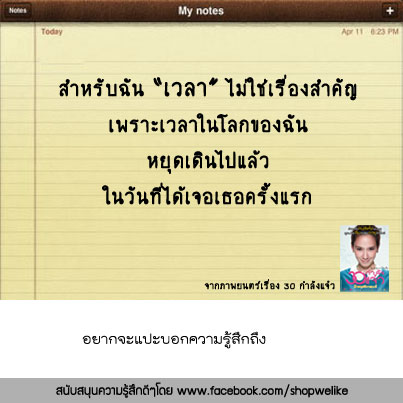 Notes
My notes
+
Today
Apr 11 6:23 PM
สำหรับฉัน “เวลา” ไม่ใช่เรื่องสำคัญ
เพราะเวลาในโลกของฉัน
หยุดเดินไปแล้ว
ในวันที่ได้เจอเธอครั้งแรก
จากภาพยนตร์เรื่อง 30 กำลังแจ๋ว
อยากจะแปะบอกความรู้สึกถึง
สนับสนุนความรู้สึกดีๆโดย www.facebook.com/shopwelike